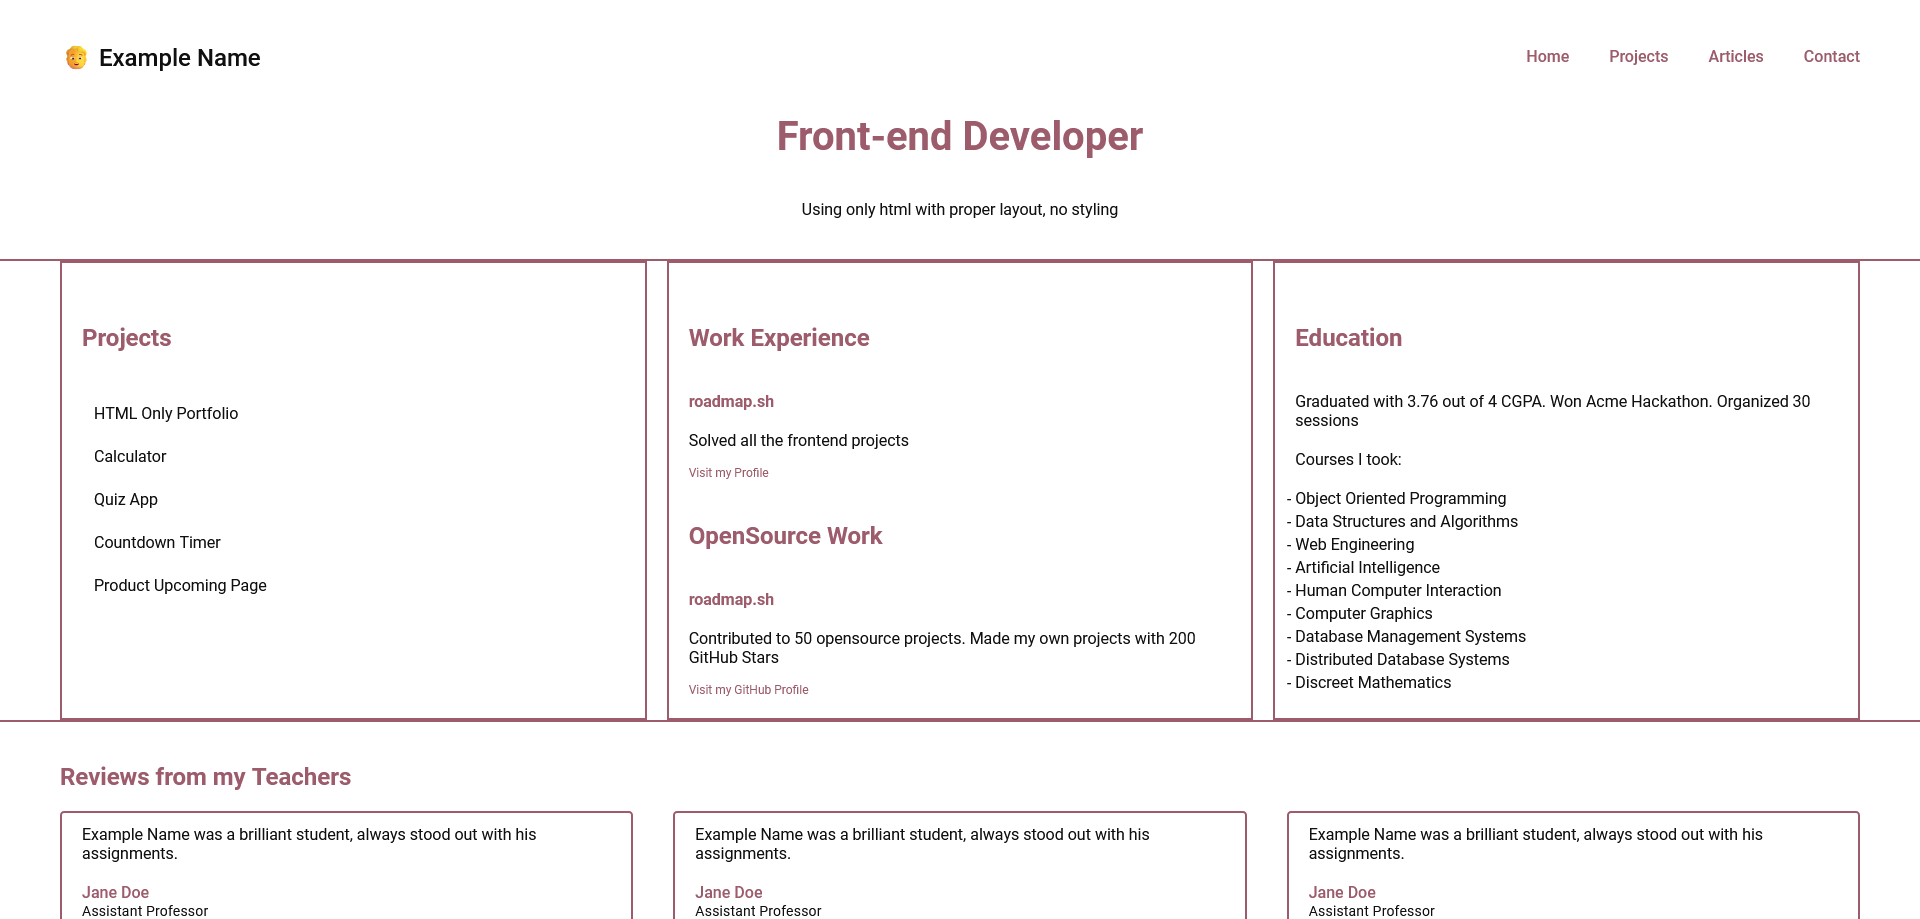 Example Name
Home Projects Articles Contact
Front-end Developer
Using only html with proper layout, no styling
Projects
HTML Only Portfolio
Calculator
Quiz App
Countdown Timer
Product Upcoming Page
Work Experience
roadmap.sh
Solved all the frontend projects
Visit my Profile
OpenSource Work
roadmap.sh
Contributed to 50 opensource projects. Made my own projects with 200
GitHub Stars
Visit my GitHub Profile
Education
Graduated with 3.76 out of 4 CGPA. Won Acme Hackathon. Organized 30
sessions
Courses I took:
- Object Oriented Programming
- Data Structures and Algorithms
- Web Engineering
- Artificial Intelligence
- Human Computer Interaction
- Computer Graphics
- Database Management Systems
- Distributed Database Systems
- Discreet Mathematics
Reviews from my Teachers
Example Name was a brilliant student, always stood out with his
assignments.
Jane Doe
Assistant Professor
Example Name was a brilliant student, always stood out with his
assignments.
Jane Doe
Assistant Professor
Example Name was a brilliant student, always stood out with his
assignments.
Jane Doe
Assistant Professor